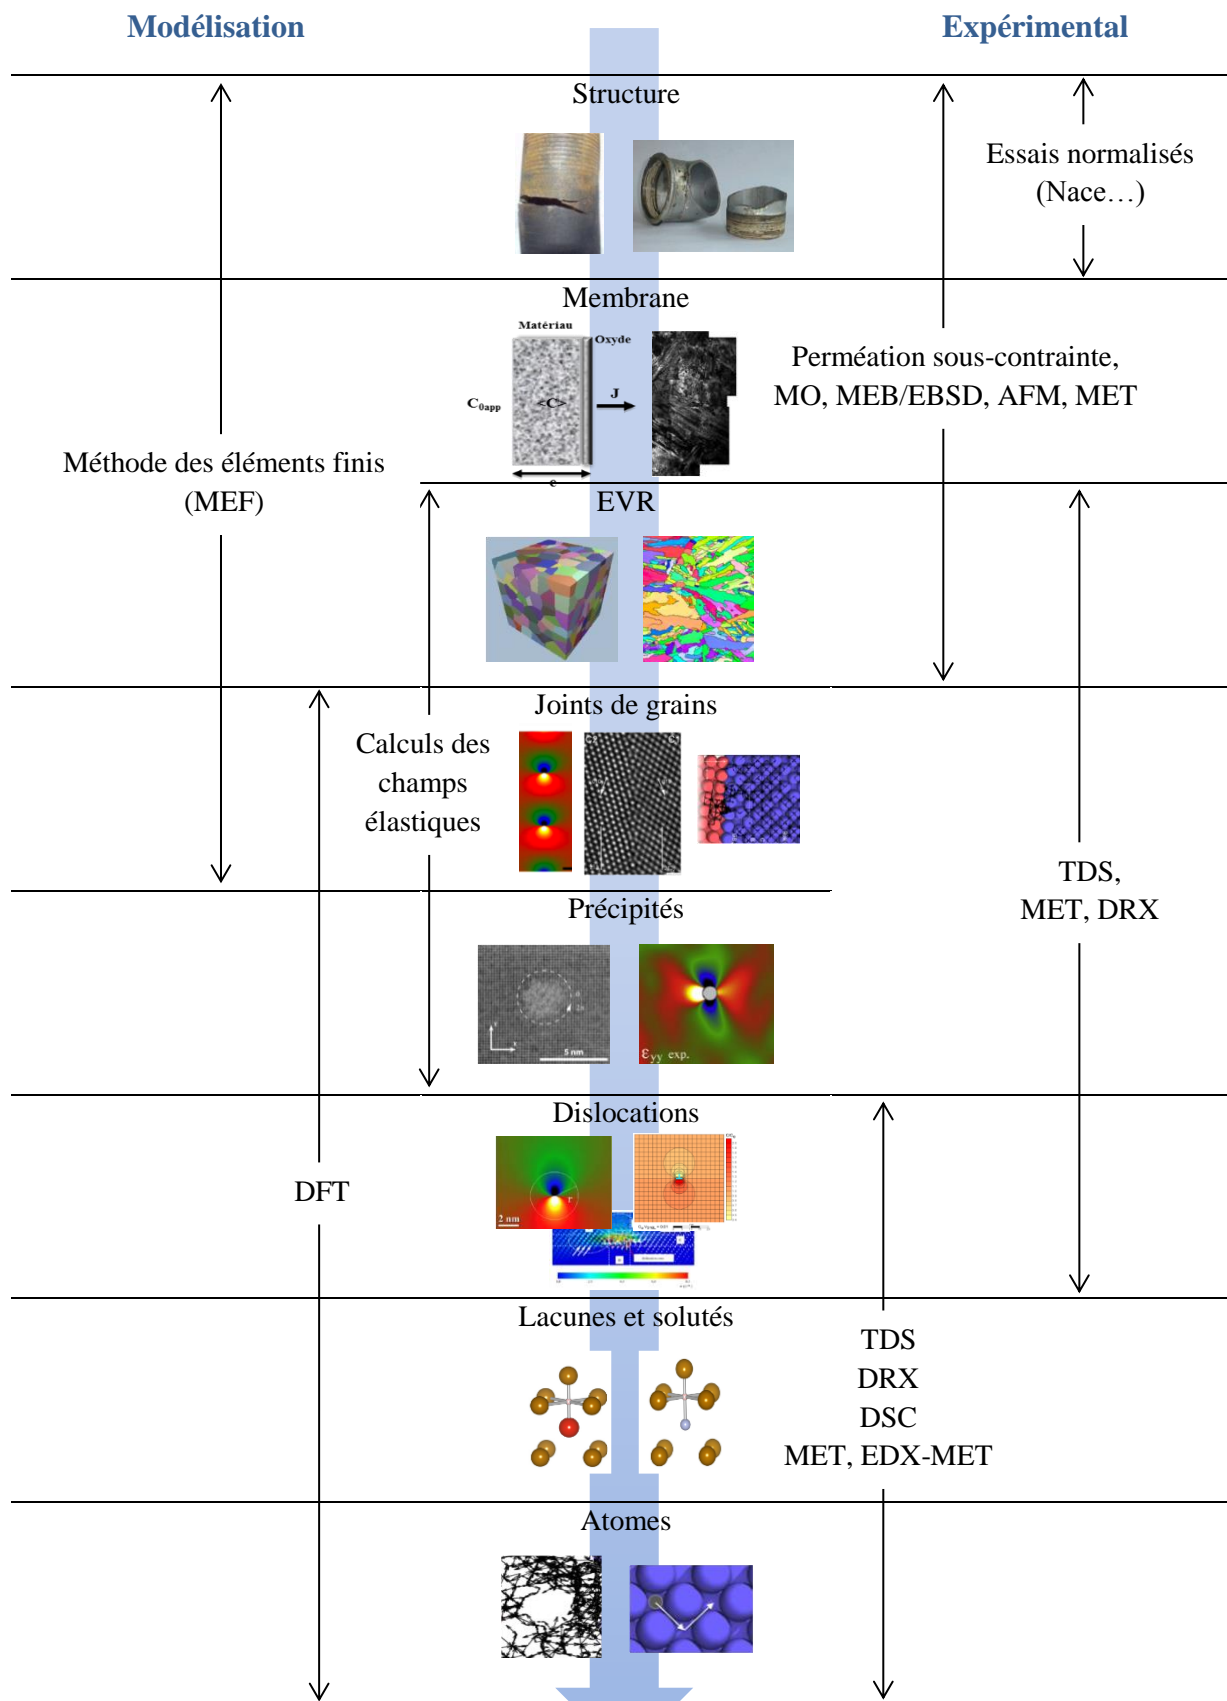 Modélisation
Expérimental
Structure
Essais normalisés
(Nace…)
Membrane
Matériau
Oxyde
C0app
<C>
J
e
Perméation sous-contrainte,
MO, MEB/EBSD, AFM, MET
Méthode des éléments finis
(MEF)
EVR
Joints de grains
Calculs des
champs
élastiques
TDS,
MET, DRX
Précipités
5 nm
εyy exp.
Dislocations
r
2 nm
DFT
Lacunes et solutés
TDS
DRX
DSC
MET, EDX-MET
Atomes